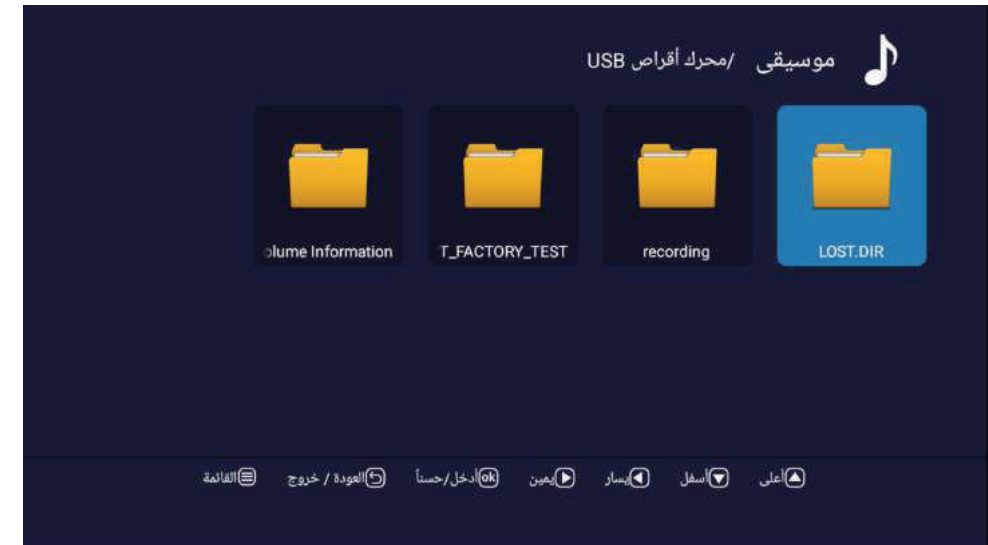 موسيقى /محرك أقراص USB
LOST.DIR
recording
T_FACTORY_TEST
olume Information
أعلى أسفل يسار يمين ok أدخل/حسناً العودة / خروج القائمة